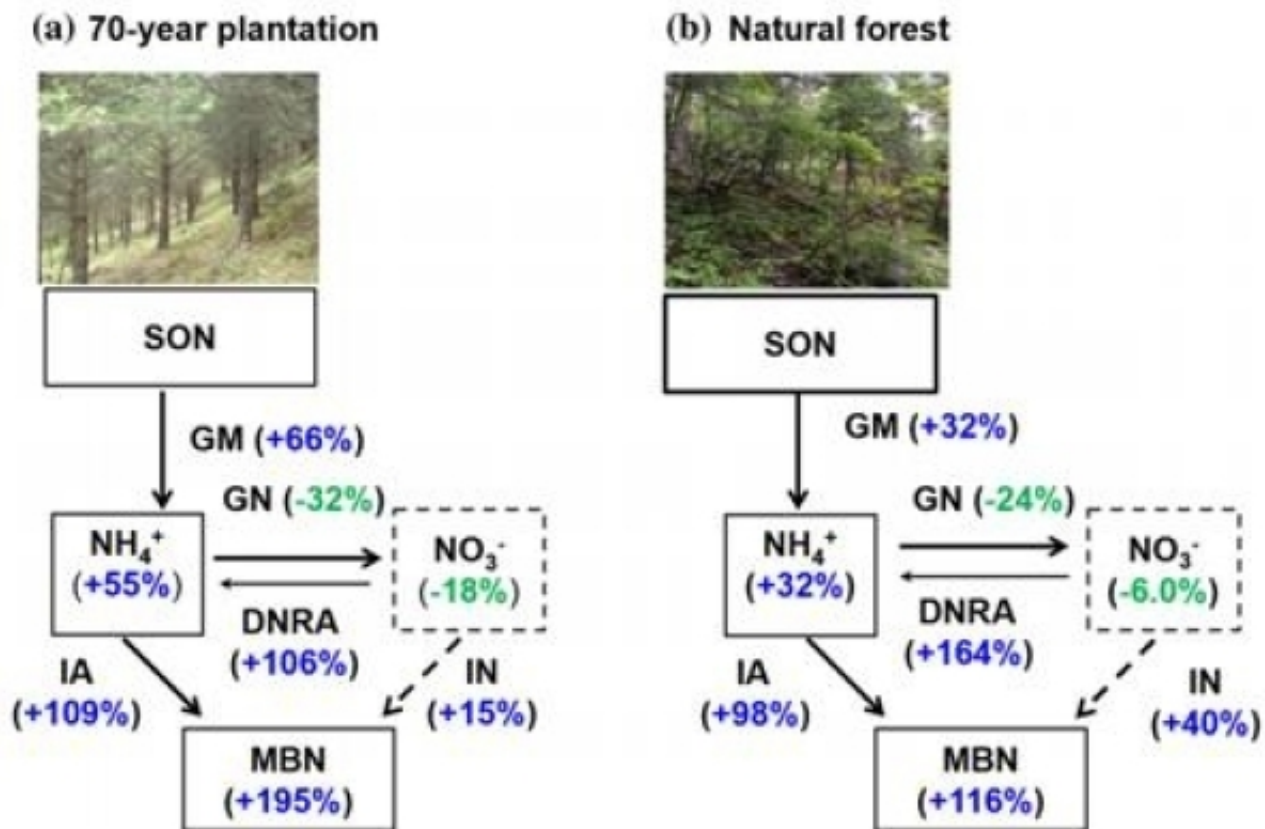 (a) 70-year plantation
SON
GM (+66%)
GN (-32%)
NH₄⁺
(+55%)
NO₃⁻
(-18%)
DNRA
(+106%)
IA
(+109%)
IN
(+15%)
MBN
(+195%)
(b) Natural forest
SON
GM (+32%)
GN (-24%)
NH₄⁺
(+32%)
NO₃⁻
(-6.0%)
DNRA
(+164%)
IA
(+98%)
IN
(+40%)
MBN
(+116%)